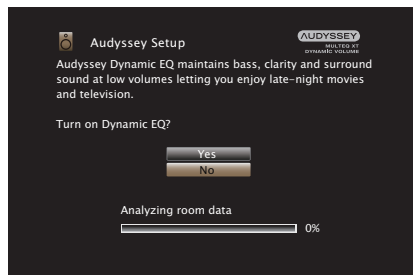 Audyssey Setup
AUDYSSEY
MULTEQ XT
DYNAMIC VOLUME
Audyssey Dynamic EQ maintains bass, clarity and surround
sound at low volumes letting you enjoy late-night movies
and television.
Turn on Dynamic EQ?
Yes
No
Analyzing room data
0%